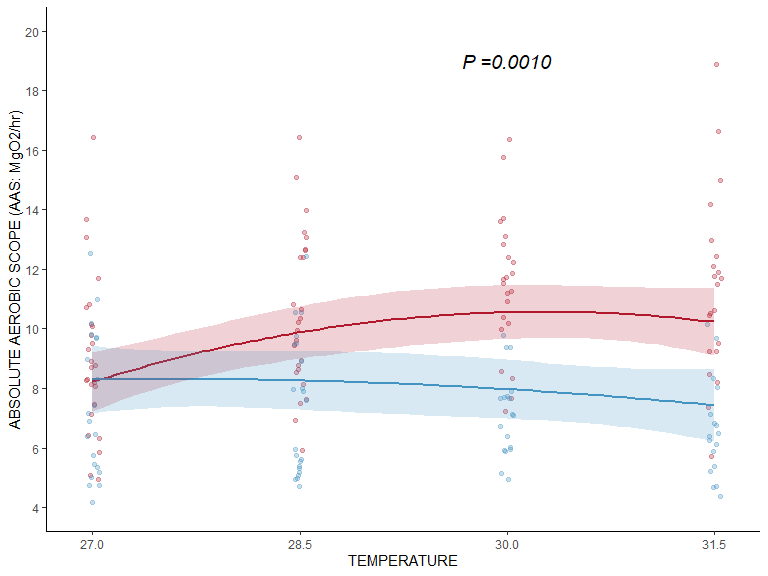 P =0.0010
ABSOLUTE AEROBIC SCOPE (AAS: MgO2/hr)
20
18
16
14
12
10
8
6
4
27.0 28.5 30.0 31.5
TEMPERATURE